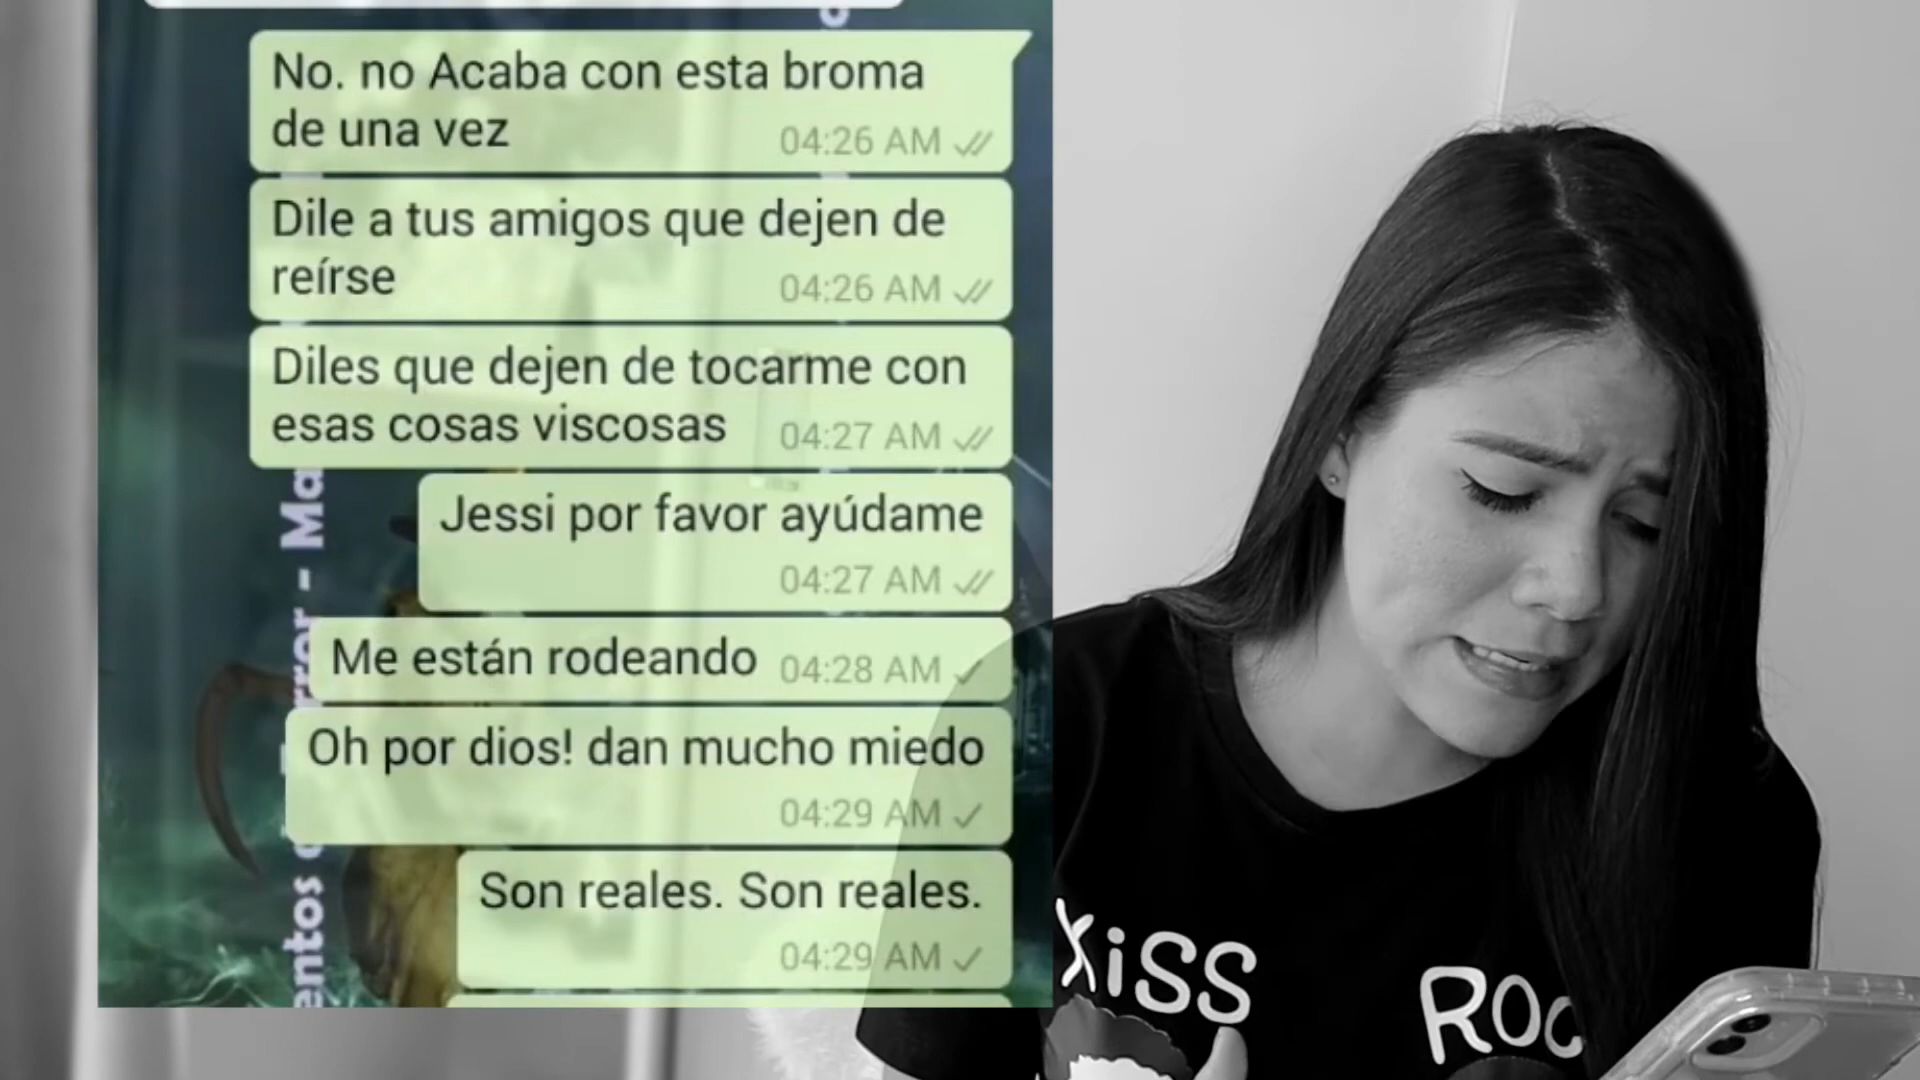 No. no Acaba con esta broma
de una vez
04:26 AM
Dile a tus amigos que dejen de
reírse
04:26 AM
Diles que dejen de tocarme con
esas cosas viscosas
04:27 AM
Jessi por favor ayúdame
04:27 AM
Me están rodeando 04:28 AM
Oh por dios! dan mucho miedo
04:29 AM
Son reales. Son reales.
04:29 AM
entos
rror - Ma
XiSS
ROC